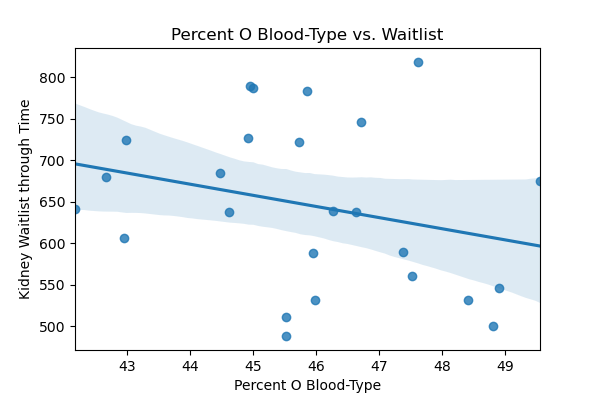 Percent O Blood-Type vs. Waitlist
Kidney Waitlist through Time
800
750
700
650
600
550
500
43 44 45 46 47 48 49
Percent O Blood-Type